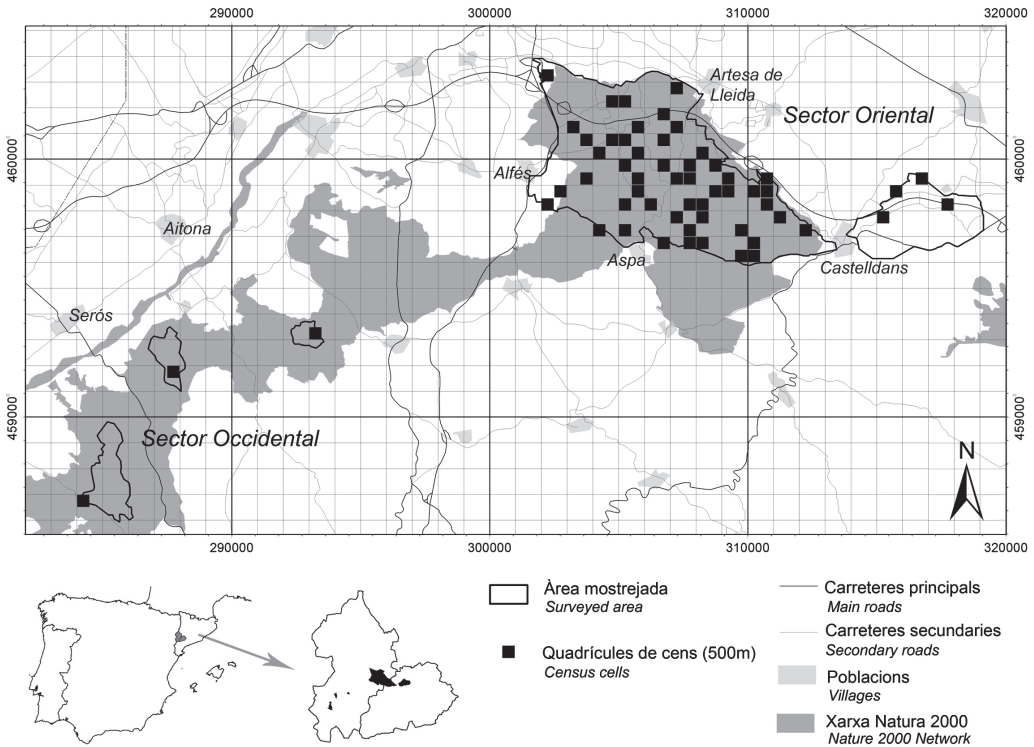 290000
300000
310000
320000
Artesa de
Lleida
Sector Oriental
460000°
460000°
Alfés
Aitona
Aspa
Castelldans
Serós
459000°
459000°
Sector Occidental
N
290000
300000
310000
320000
Àrea mostrejada
Surveyed area
Quadrícules de cens (500m)
Census cells
Carreteres principals
Main roads
Carreteres secundaries
Secondary roads
Poblacions
Villages
Xarxa Natura 2000
Nature 2000 Network